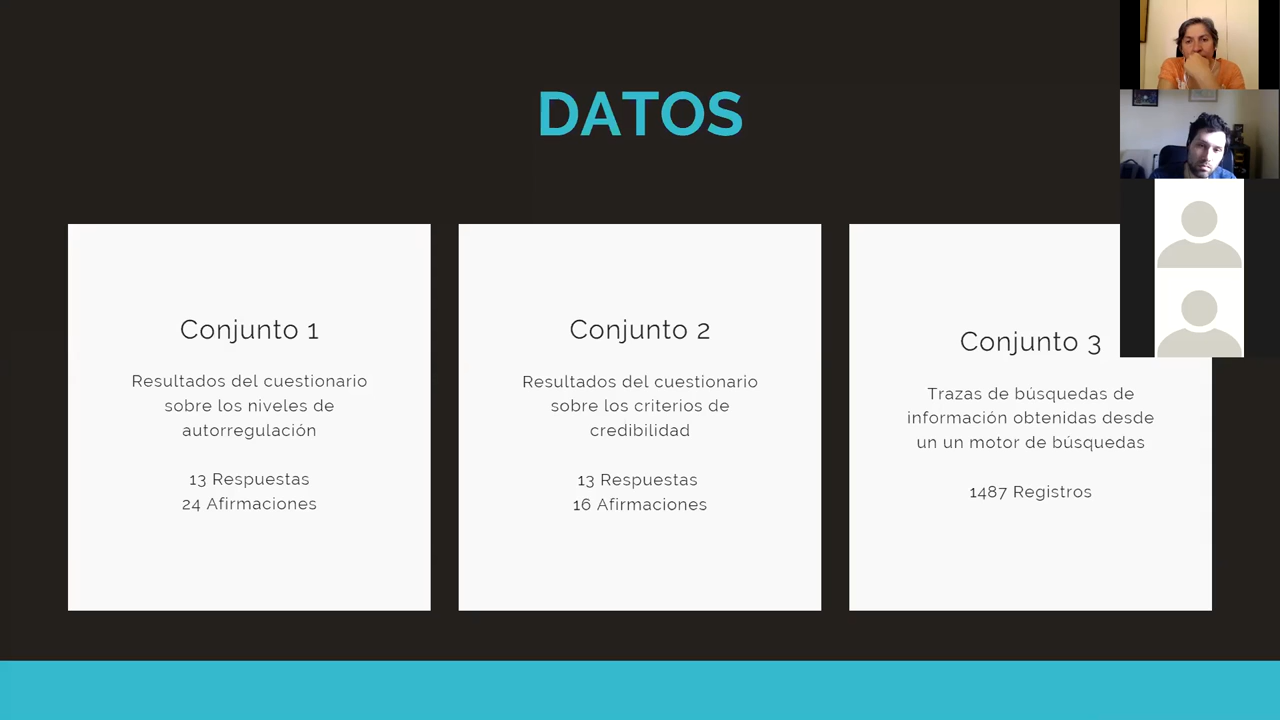 DATOS
Conjunto 1
Resultados del cuestionario
sobre los niveles de
autorregulación
13 Respuestas
24 Afirmaciones
Conjunto 2
Resultados del cuestionario
sobre los criterios de
credibilidad
13 Respuestas
16 Afirmaciones
Conjunto 3
Trazas de búsquedas de
información obtenidas desde
un un motor de búsquedas
1487 Registros